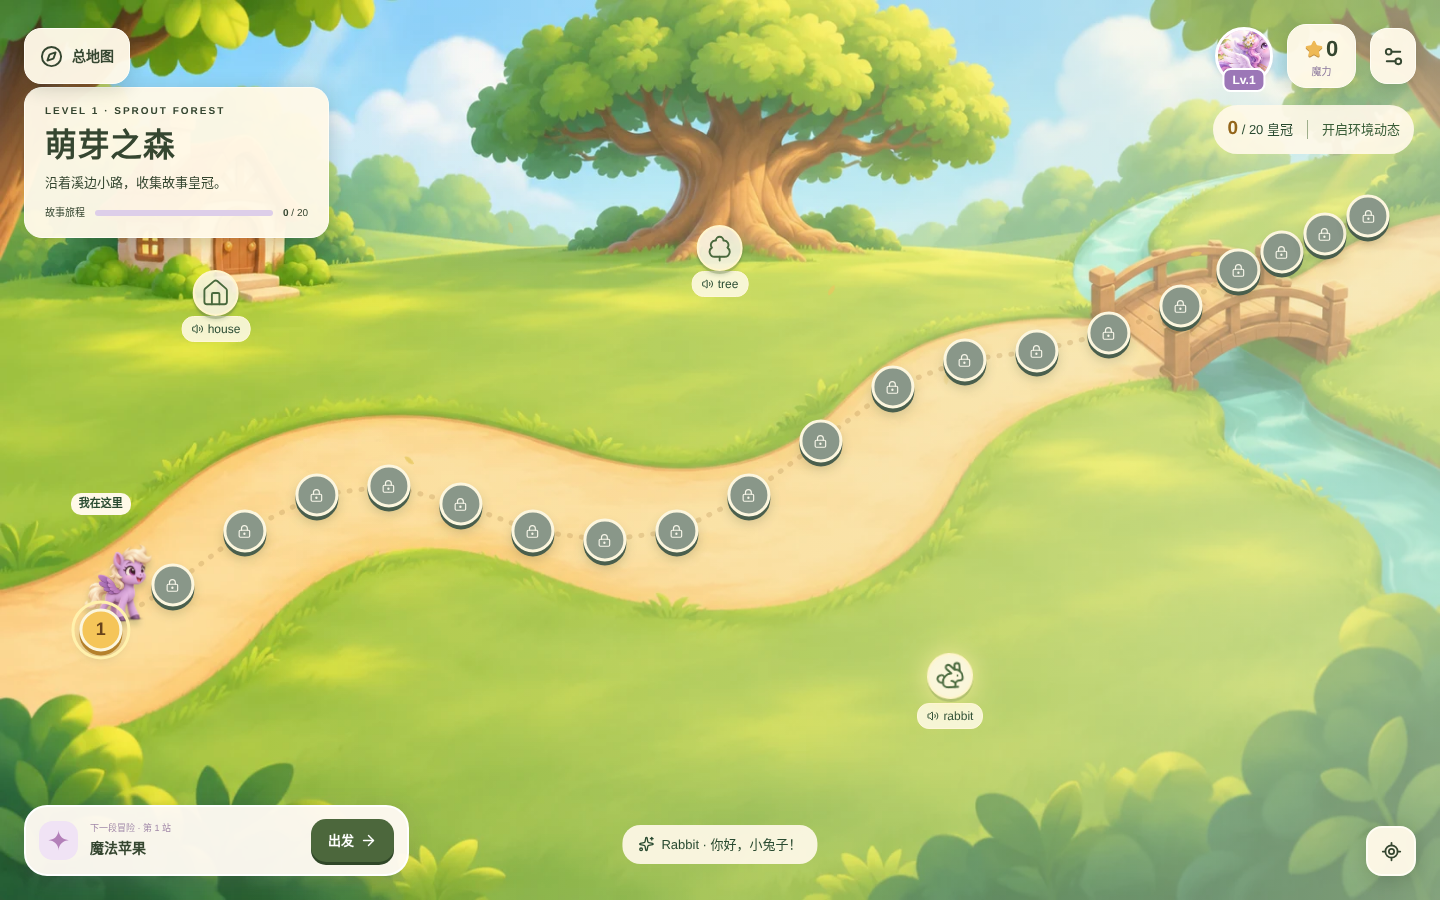 总地图
LEVEL 1 · SPROUT FOREST
萌芽之森
沿着溪边小路，收集故事皇冠。
故事旅程 0 / 20
Lv.1
0
魔力
0 / 20 皇冠
开启环境动态
house
tree
我在这里
1
rabbit
下一段冒险 · 第 1 站
魔法苹果
出发
Rabbit · 你好，小兔子！